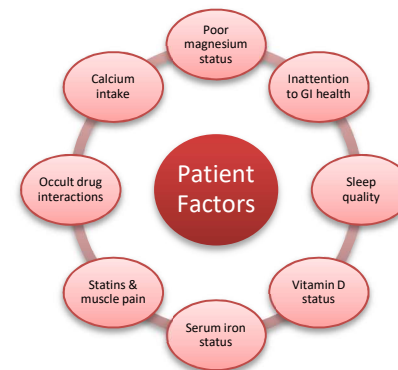 Poor
magnesium
status
Inattention
to GI health
Sleep
quality
Vitamin D
status
Serum iron
status
Statins &
muscle pain
Occult drug
interactions
Calcium
intake
Patient
Factors